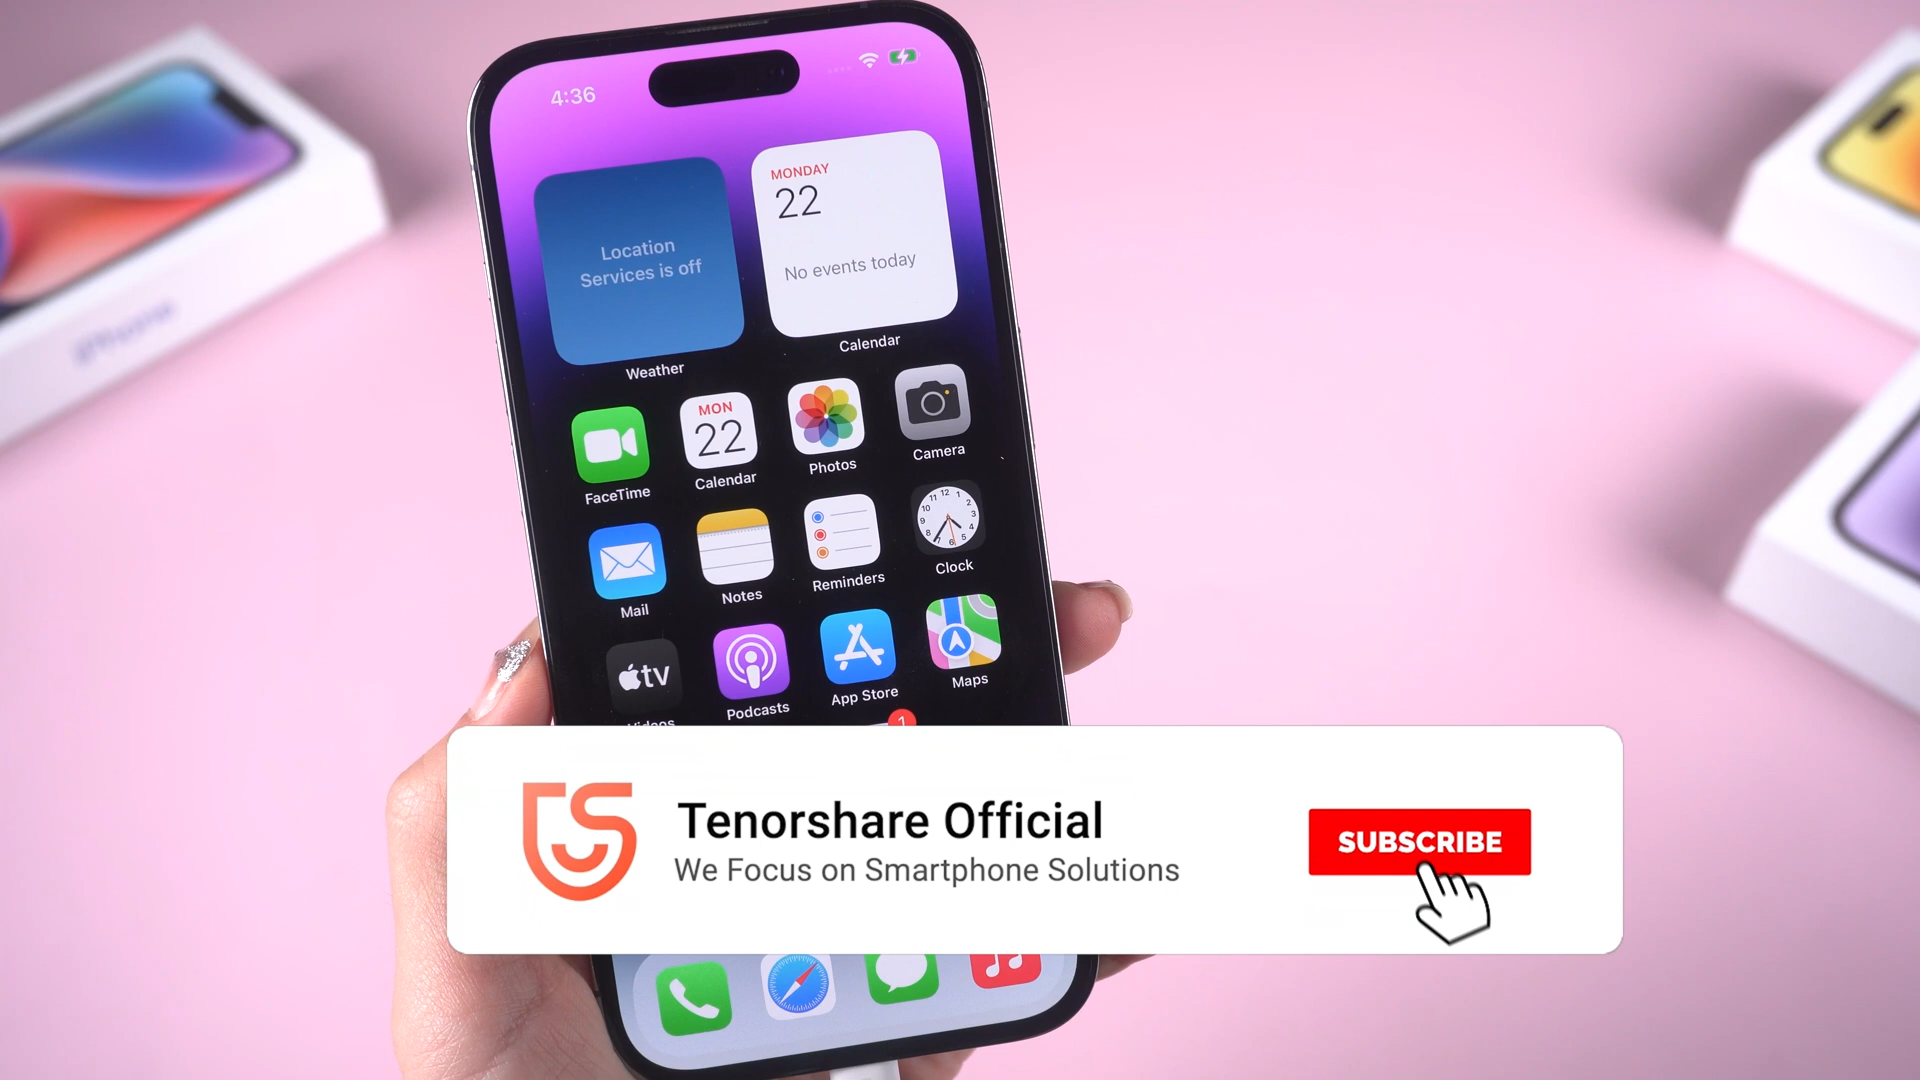 4:36
Location
Services is off
Weather
MONDAY
22
No events today
Calendar
FaceTime
MON
22
Calendar
Photos
Camera
Mail
Notes
Reminders
Clock
tv
Videos
Podcasts
App Store
Maps
1
Tenorshare Official
We Focus on Smartphone Solutions
SUBSCRIBE